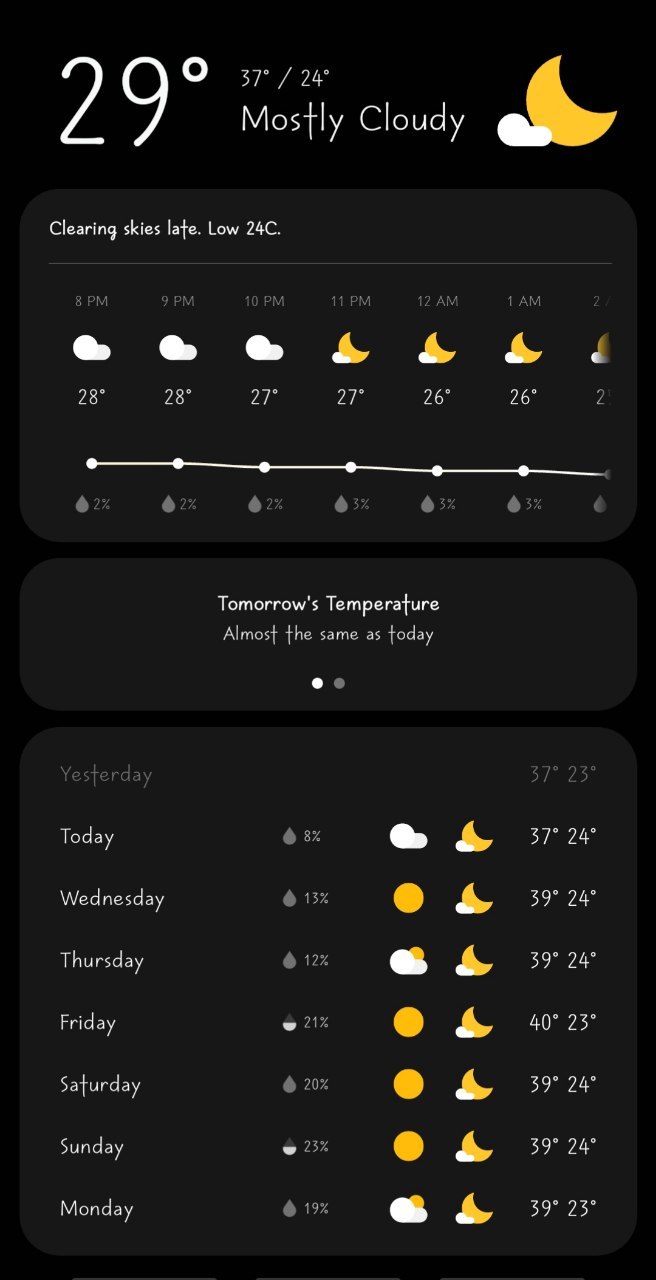 29° 37° / 24°
Mostly Cloudy
Clearing skies late. Low 24C.
8 PM 9 PM 10 PM 11 PM 12 AM 1 AM 2
28° 28° 27° 27° 26° 26°
2% 2% 2% 3% 3% 3%
Tomorrow's Temperature
Almost the same as today
Yesterday 37° 23°
Today 8% 37° 24°
Wednesday 13% 39° 24°
Thursday 12% 39° 24°
Friday 21% 40° 23°
Saturday 20% 39° 24°
Sunday 23% 39° 24°
Monday 19% 39° 23°